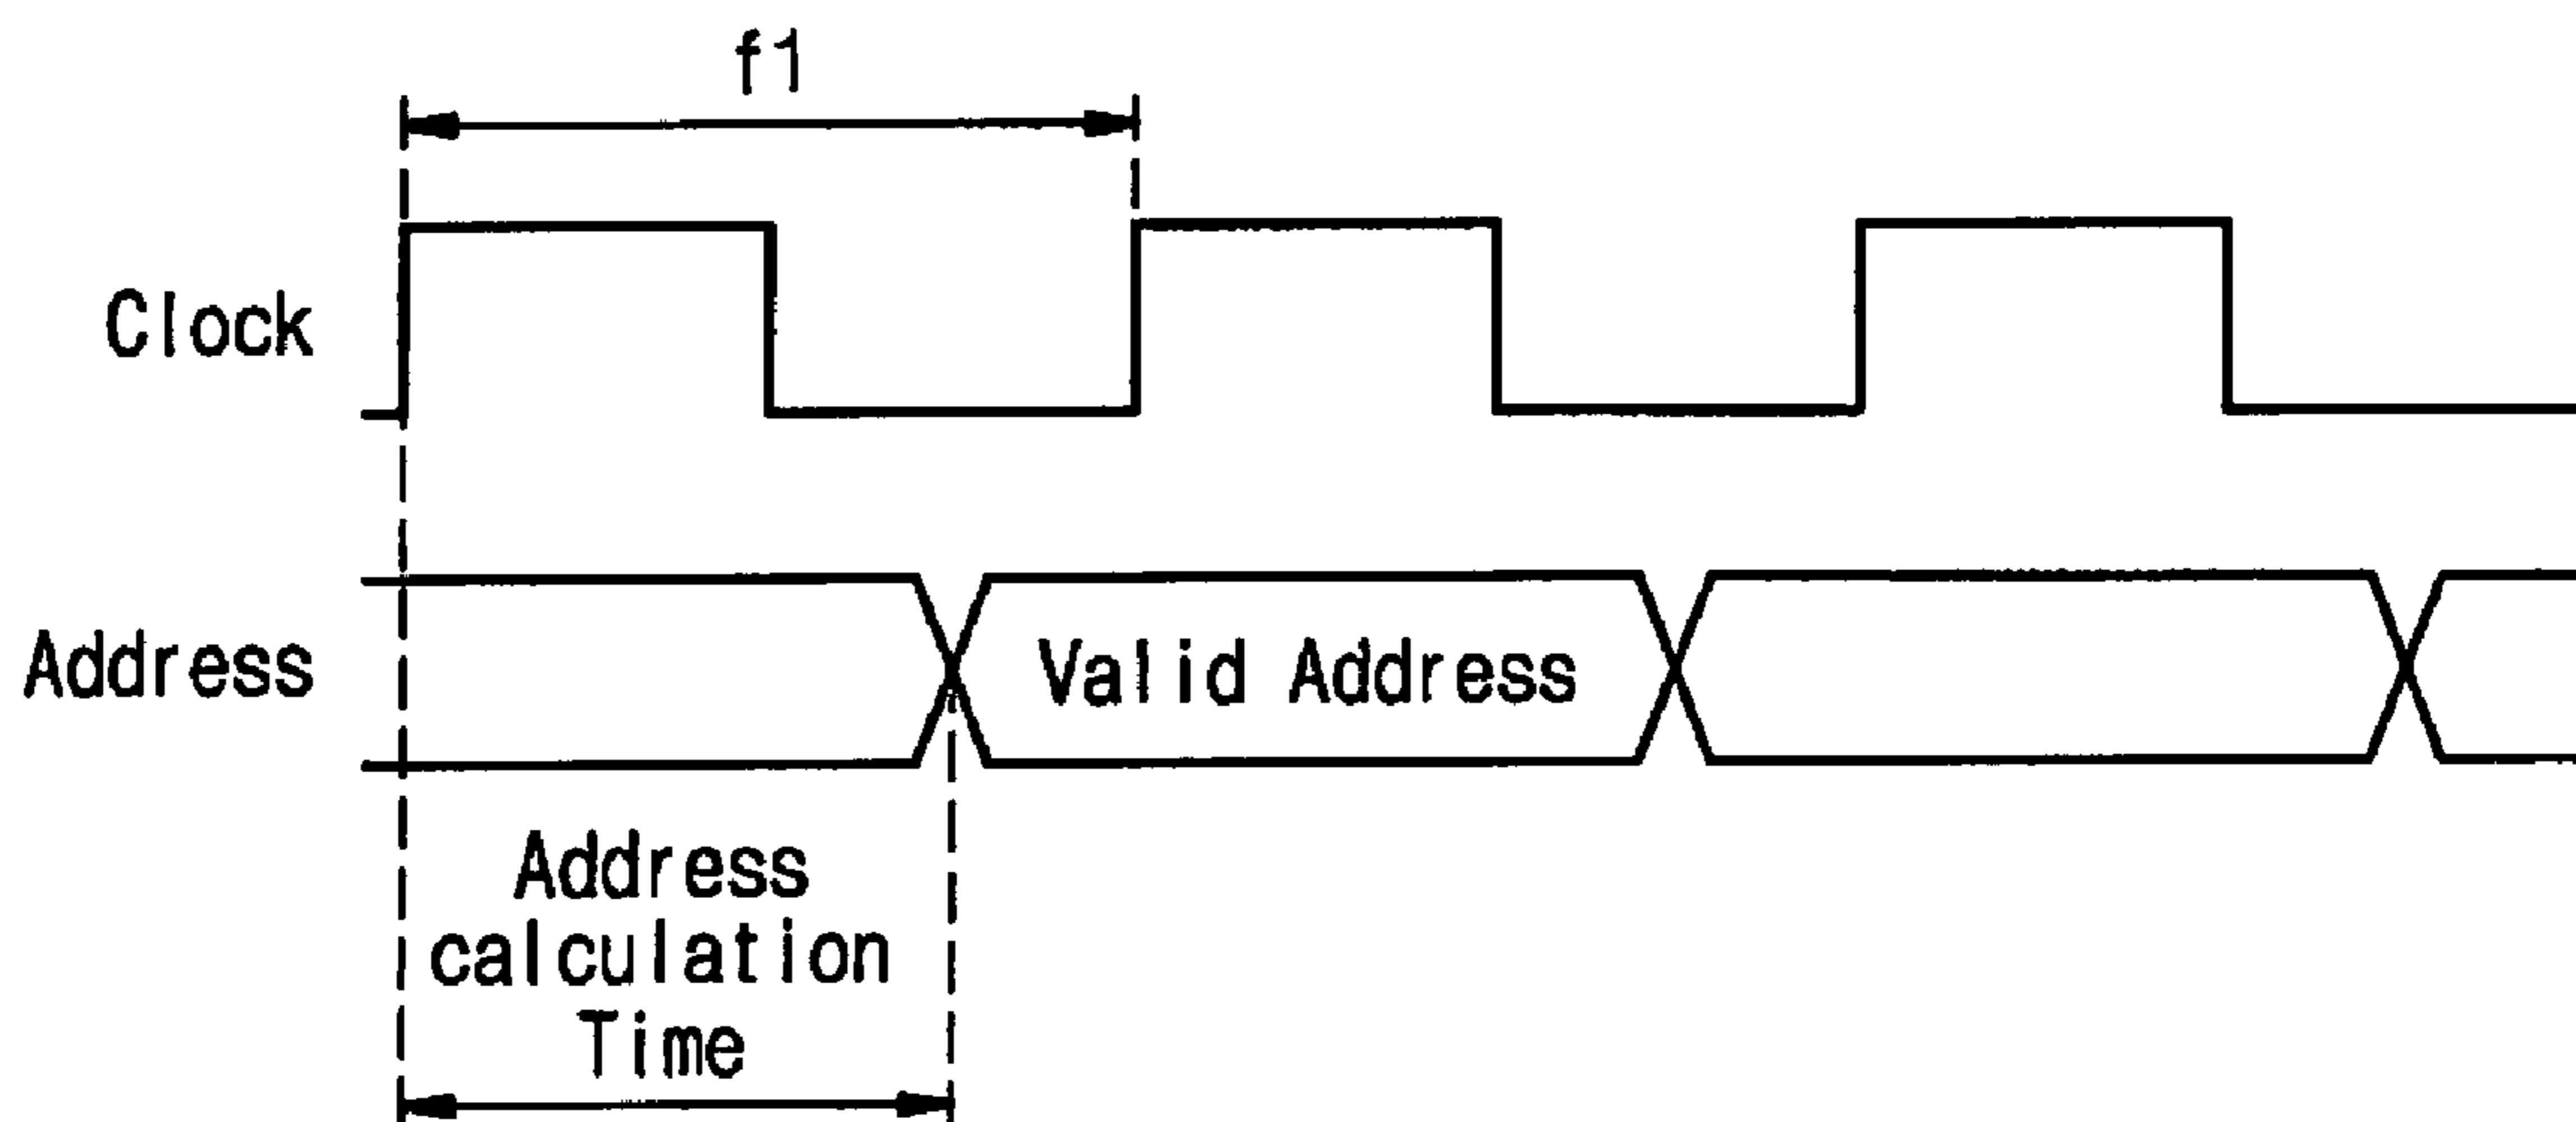 f1
Clock
Address
Valid Address
Address
calculation
Time